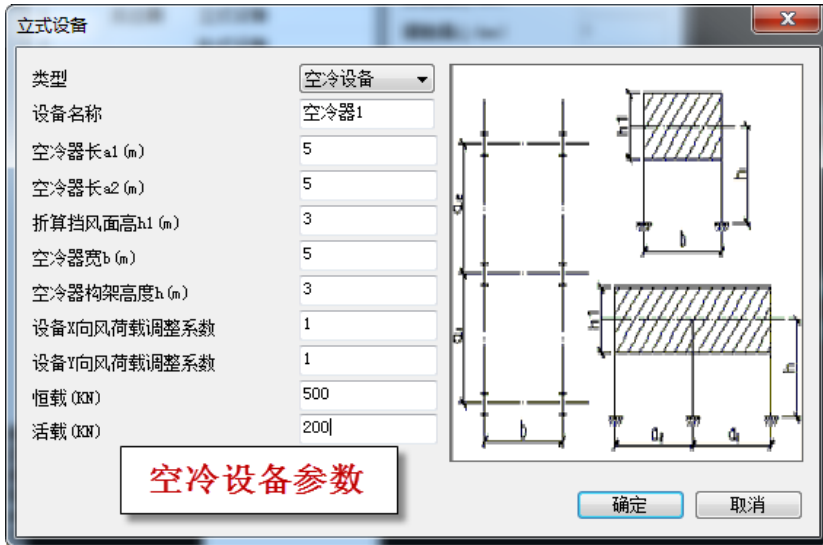 立式设备
x
类型 空冷设备
设备名称 空冷器1
空冷器长a1(m) 5
空冷器长a2(m) 5
折算挡风面高h1(m) 3
空冷器宽b(m) 5
空冷器构架高度h(m) 3
设备X向风荷载调整系数 1
设备Y向风荷载调整系数 1
恒载(KN) 500
活载(KN) 200
h1
h
b
a₂
a₁
b
h1
h
a₂ a₁
空冷设备参数
确定 取消